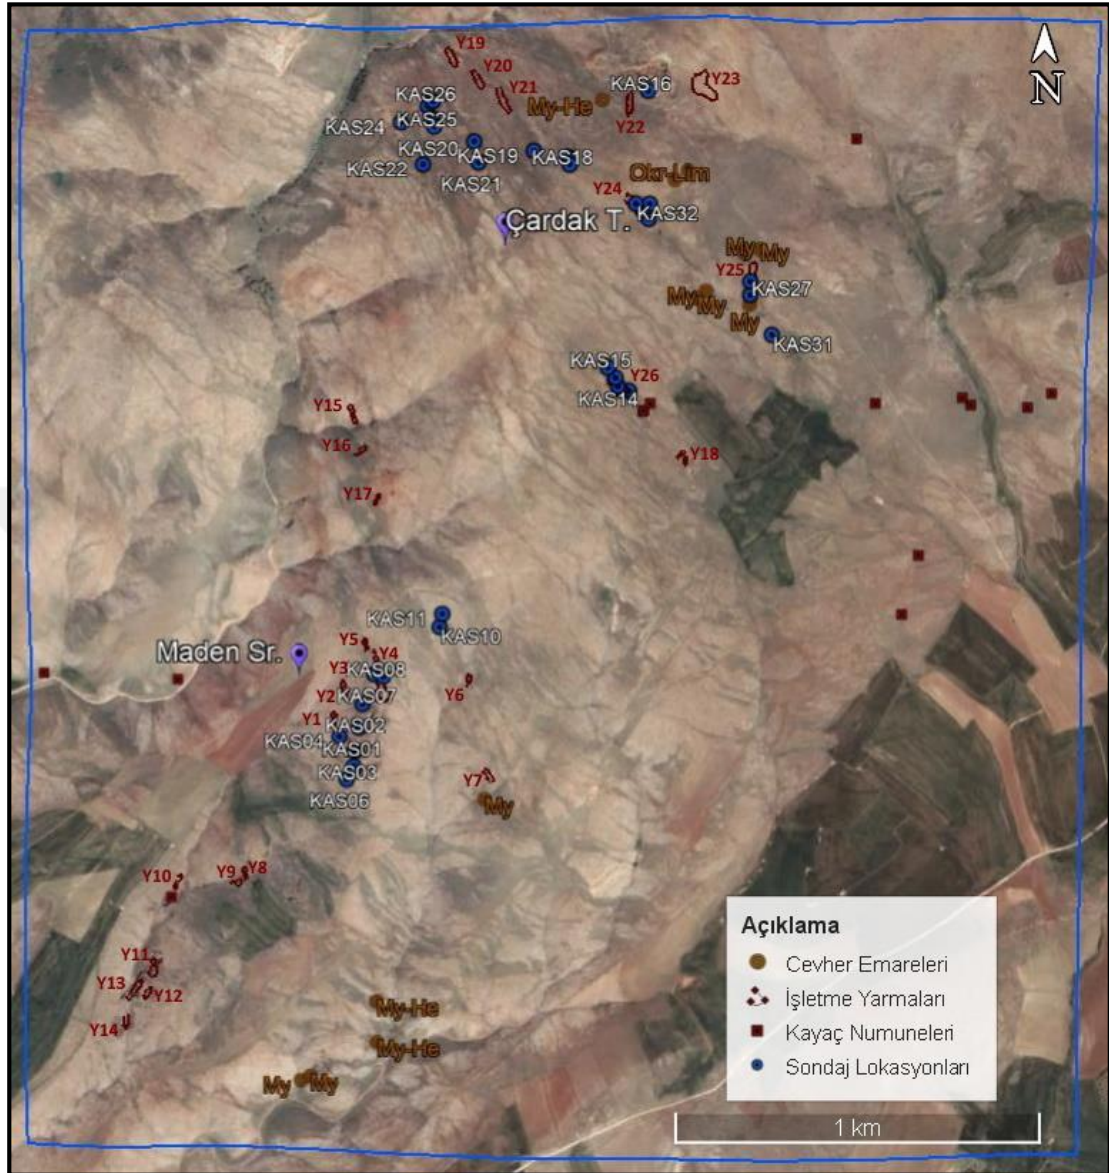 Y19
N
Y20
Y21
KAS16
Y23
My-He
Y22
KAS26
KAS24
KAS25
KAS20
KAS19
KAS18
KAS22
KAS21
Okr-Lim
Y24
KAS32
Çardak T.
My
My
Y25
KAS27
My
My
My
KAS31
KAS15
Y26
KAS14
Y15
Y16
Y18
Y17
KAS11
KAS10
Maden Sr.
Y5
Y4
Y3
KAS08
Y6
Y2
KAS07
Y1
KAS02
KAS04
KAS01
KAS03
Y7
KAS06
My
Y10
Y9
Y8
Y11
Y13
Y12
Y14
My-He
My-He
My
My
Açıklama
Cevher Emareleri
İşletme Yarmaları
Kayaç Numuneleri
Sondaj Lokasyonları
1 km